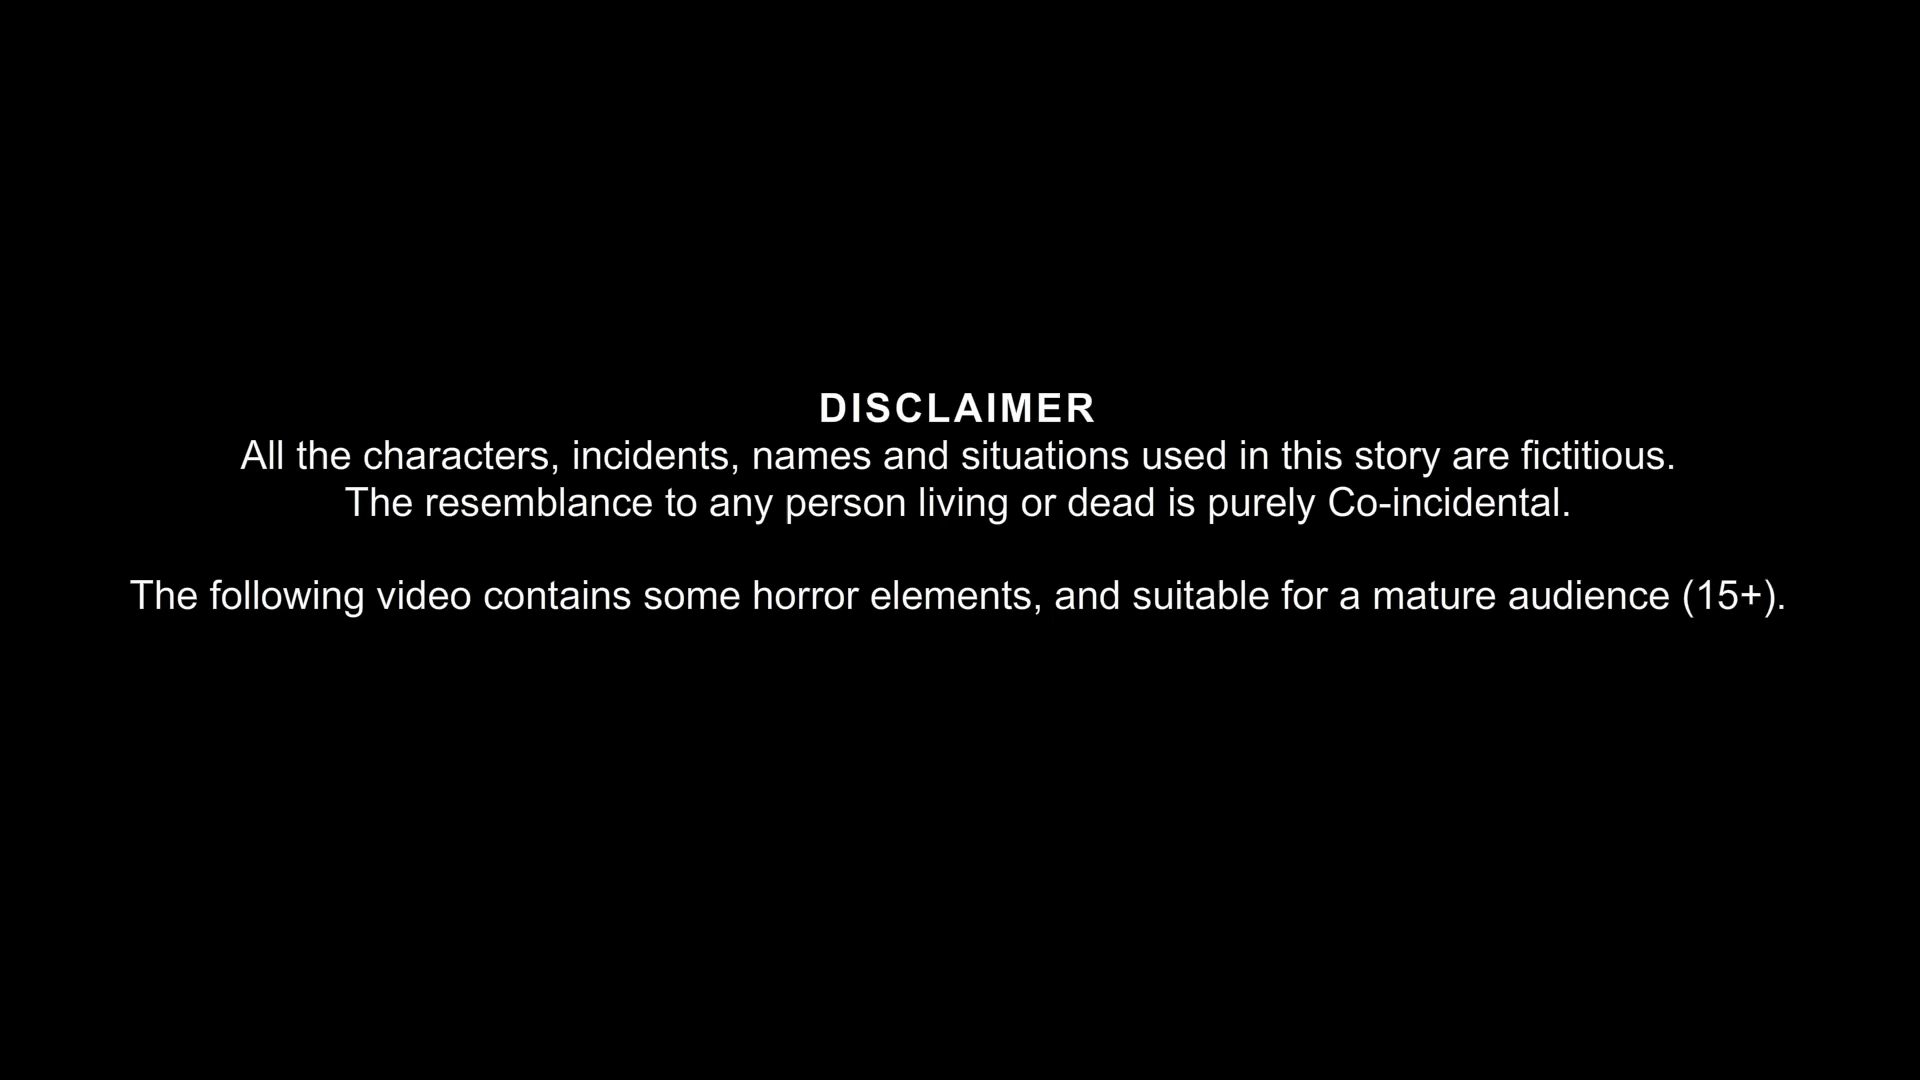 DISCLAIMER
All the characters, incidents, names and situations used in this story are fictitious.
The resemblance to any person living or dead is purely Co-incidental.
The following video contains some horror elements, and suitable for a mature audience (15+).